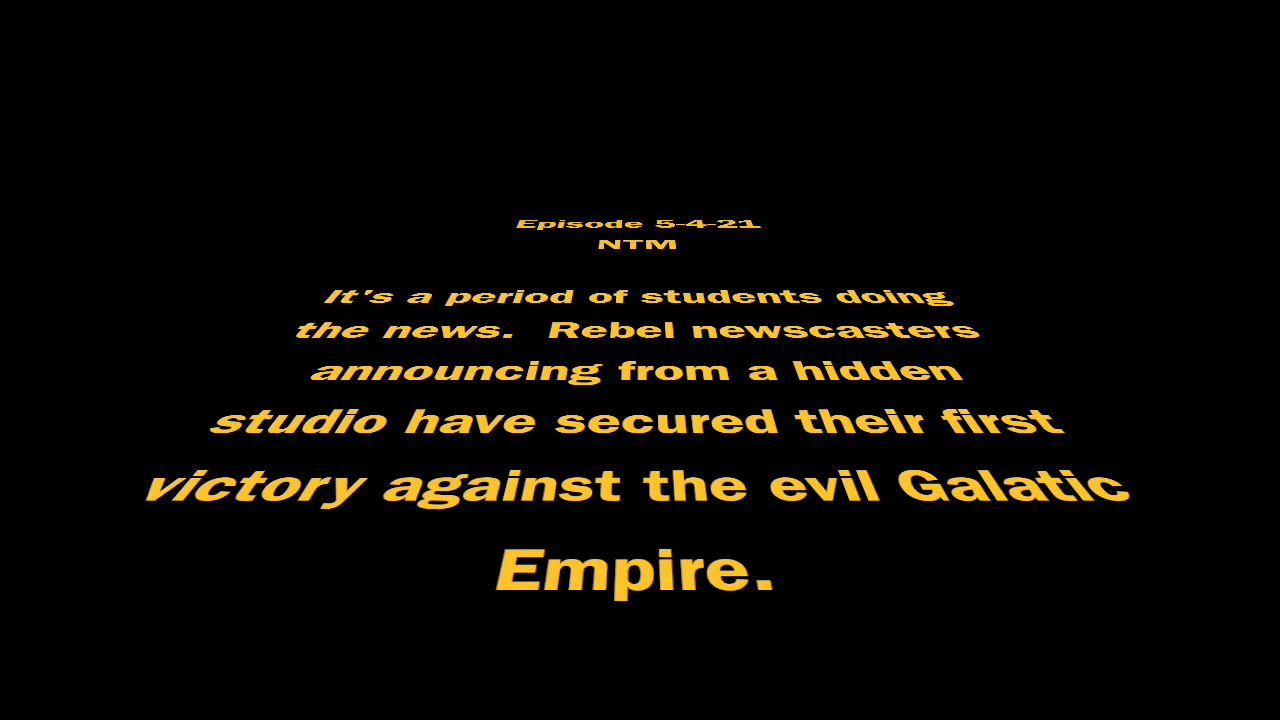 Episode 5-4-21
NTM
It's a period of students doing
the news. Rebel newscasters
announcing from a hidden
studio have secured their first
victory against the evil Galatic
Empire.